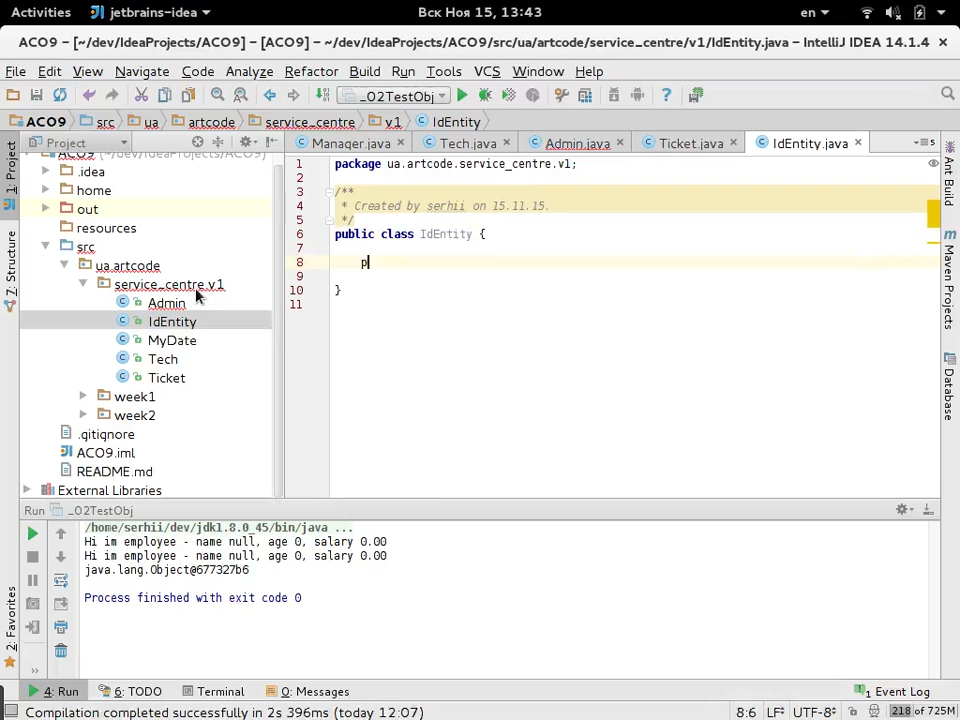 Activities jetbrains-idea Вск Ноя 15, 13:43 en
ACO9 – [~/dev/IdeaProjects/ACO9] – [ACO9] – ~/dev/IdeaProjects/ACO9/src/ua/artcode/service_centre/v1/IdEntity.java – IntelliJ IDEA 14.1.4
File Edit View Navigate Code Analyze Refactor Build Run Tools VCS Window Help
_02TestObj
ACO9 src ua artcode service_centre v1 IdEntity
Project
Manager.java Tech.java Admin.java Ticket.java IdEntity.java
1: Project
Z: Structure
2: Favorites
Ant Build
Maven Projects
Database
ACO9
.idea
home
out
resources
src
ua.artcode
service_centre.v1
Admin
IdEntity
MyDate
Tech
Ticket
week1
week2
.gitignore
ACO9.iml
README.md
External Libraries
1 package ua.artcode.service_centre.v1;
2
3 /**
4 * Created by serhii on 15.11.15.
5 */
6 public class IdEntity {
7
8 p
9
10 }
11
Run _02TestObj
/home/serhii/dev/jdk1.8.0_45/bin/java ...
Hi im employee - name null, age 0, salary 0.00
Hi im employee - name null, age 0, salary 0.00
java.lang.Object@677327b6
Process finished with exit code 0
4: Run 6: TODO Terminal 0: Messages 1 Event Log
Compilation completed successfully in 2s 396ms (today 12:07) 8:6 LF UTF-8 218 of 725M